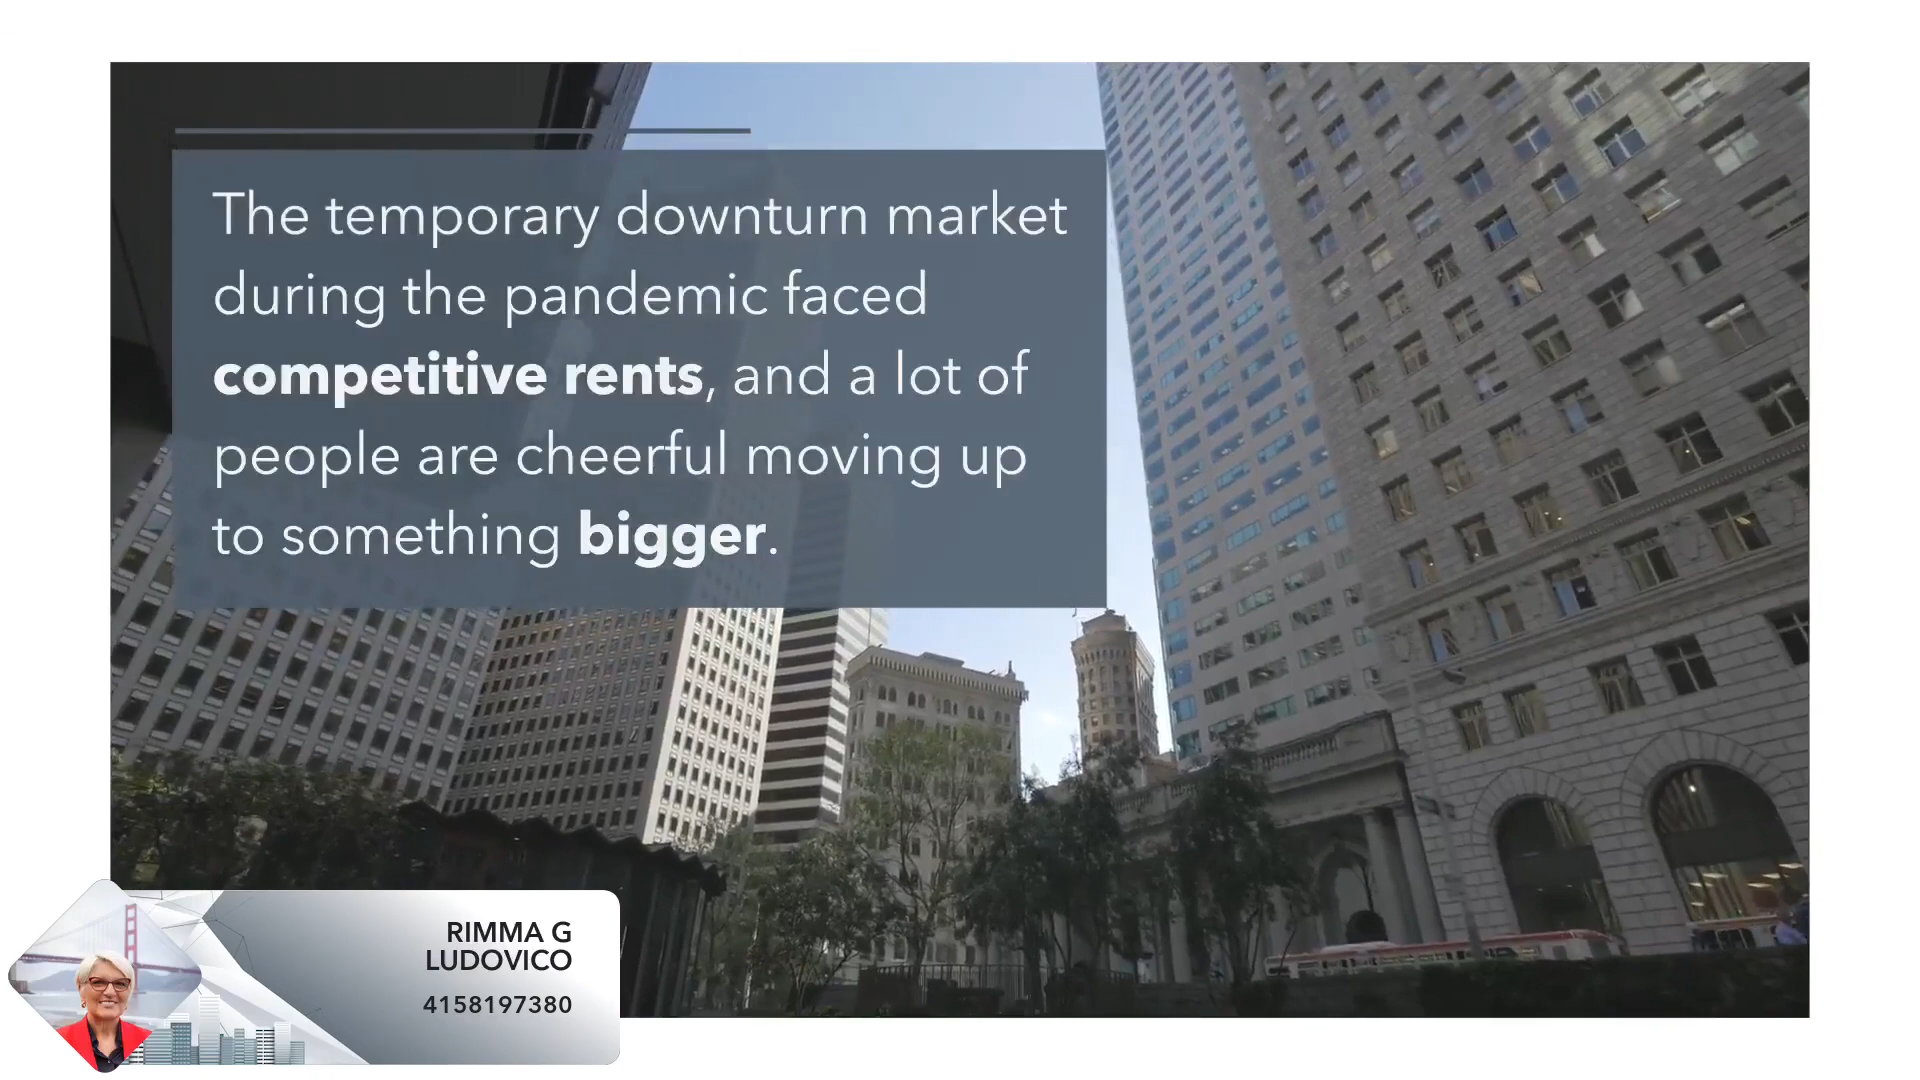 The temporary downturn market
during the pandemic faced
competitive rents, and a lot of
people are cheerful moving up
to something bigger.
RIMMA G
LUDOVICO
4158197380